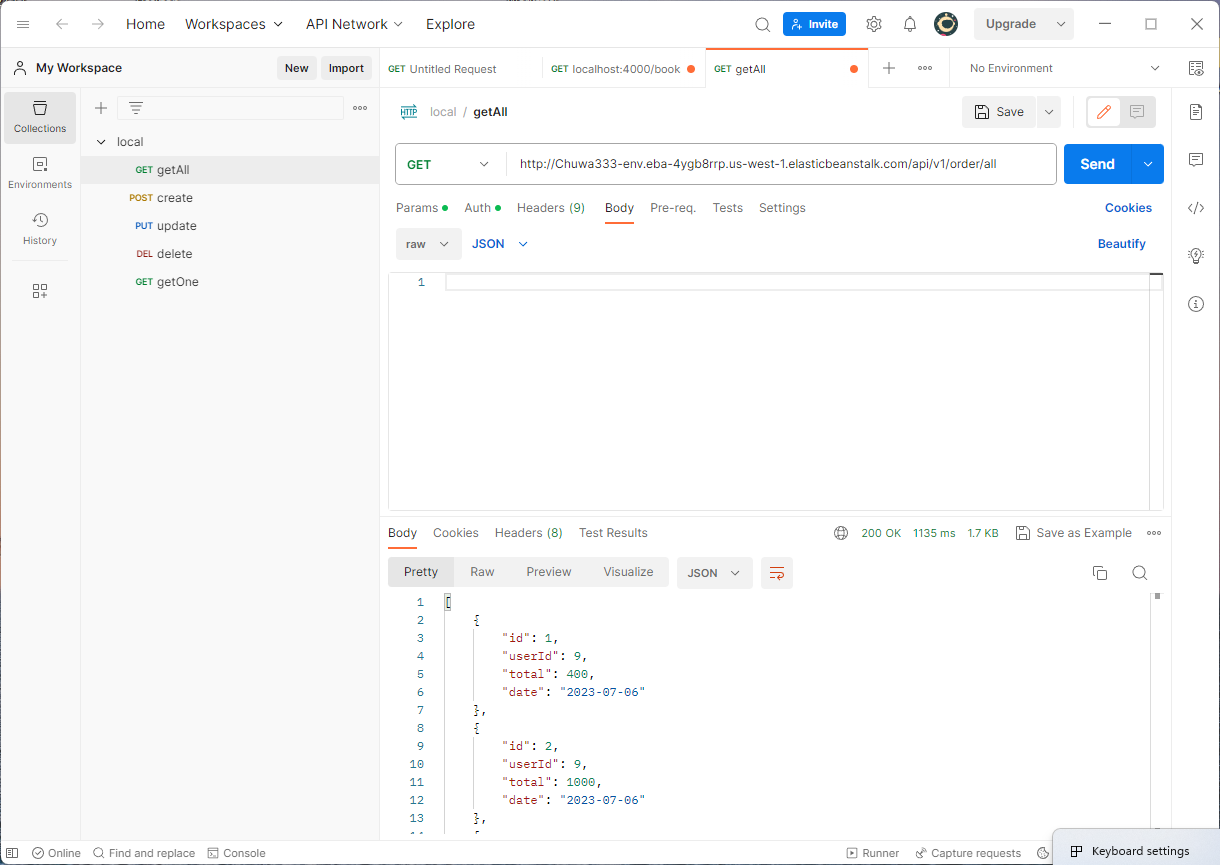 Home Workspaces API Network Explore Invite Upgrade
My Workspace New Import GET Untitled Request GET localhost:4000/book GET getAll No Environment
Collections
Environments
History
local
GET getAll
POST create
PUT update
DEL delete
GET getOne
HTTP local / getAll Save
GET http://Chuwa333-env.eba-4ygb8rrp.us-west-1.elasticbeanstalk.com/api/v1/order/all Send
Params Auth Headers (9) Body Pre-req. Tests Settings Cookies
raw JSON Beautify
1
Body Cookies Headers (8) Test Results 200 OK 1135 ms 1.7 KB Save as Example
Pretty Raw Preview Visualize JSON
1 [
2 {
3 "id": 1,
4 "userId": 9,
5 "total": 400,
6 "date": "2023-07-06"
7 },
8 {
9 "id": 2,
10 "userId": 9,
11 "total": 1000,
12 "date": "2023-07-06"
13 },
Online Find and replace Console Runner Capture requests Keyboard settings